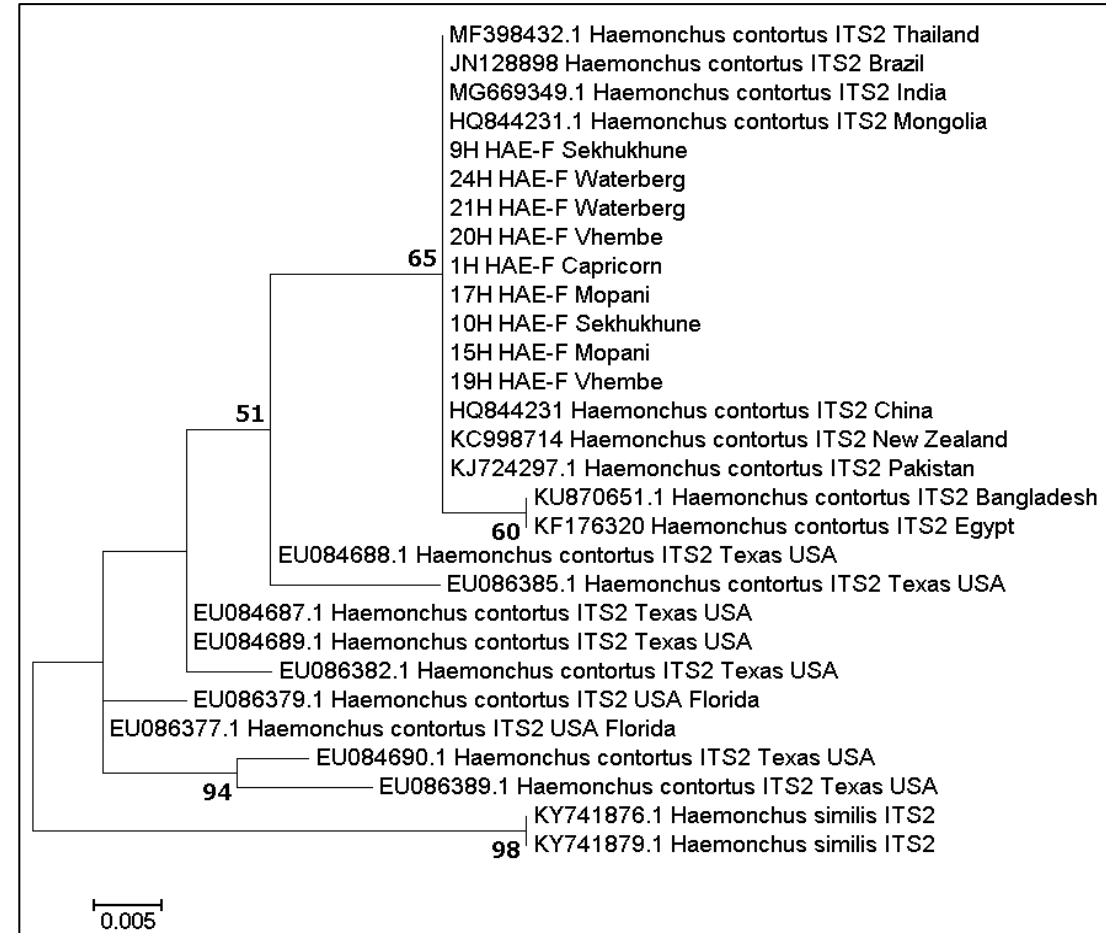 MF398432.1 Haemonchus contortus ITS2 Thailand
JN128898 Haemonchus contortus ITS2 Brazil
MG669349.1 Haemonchus contortus ITS2 India
HQ844231.1 Haemonchus contortus ITS2 Mongolia
9H HAE-F Sekhukhune
24H HAE-F Waterberg
21H HAE-F Waterberg
20H HAE-F Vhembe
65
1H HAE-F Capricorn
17H HAE-F Mopani
10H HAE-F Sekhukhune
15H HAE-F Mopani
19H HAE-F Vhembe
51
HQ844231 Haemonchus contortus ITS2 China
KC998714 Haemonchus contortus ITS2 New Zealand
KJ724297.1 Haemonchus contortus ITS2 Pakistan
KU870651.1 Haemonchus contortus ITS2 Bangladesh
60
KF176320 Haemonchus contortus ITS2 Egypt
EU084688.1 Haemonchus contortus ITS2 Texas USA
EU086385.1 Haemonchus contortus ITS2 Texas USA
EU084687.1 Haemonchus contortus ITS2 Texas USA
EU084689.1 Haemonchus contortus ITS2 Texas USA
EU086382.1 Haemonchus contortus ITS2 Texas USA
EU086379.1 Haemonchus contortus ITS2 USA Florida
EU086377.1 Haemonchus contortus ITS2 USA Florida
EU084690.1 Haemonchus contortus ITS2 Texas USA
94
EU086389.1 Haemonchus contortus ITS2 Texas USA
KY741876.1 Haemonchus similis ITS2
98
KY741879.1 Haemonchus similis ITS2
0.005